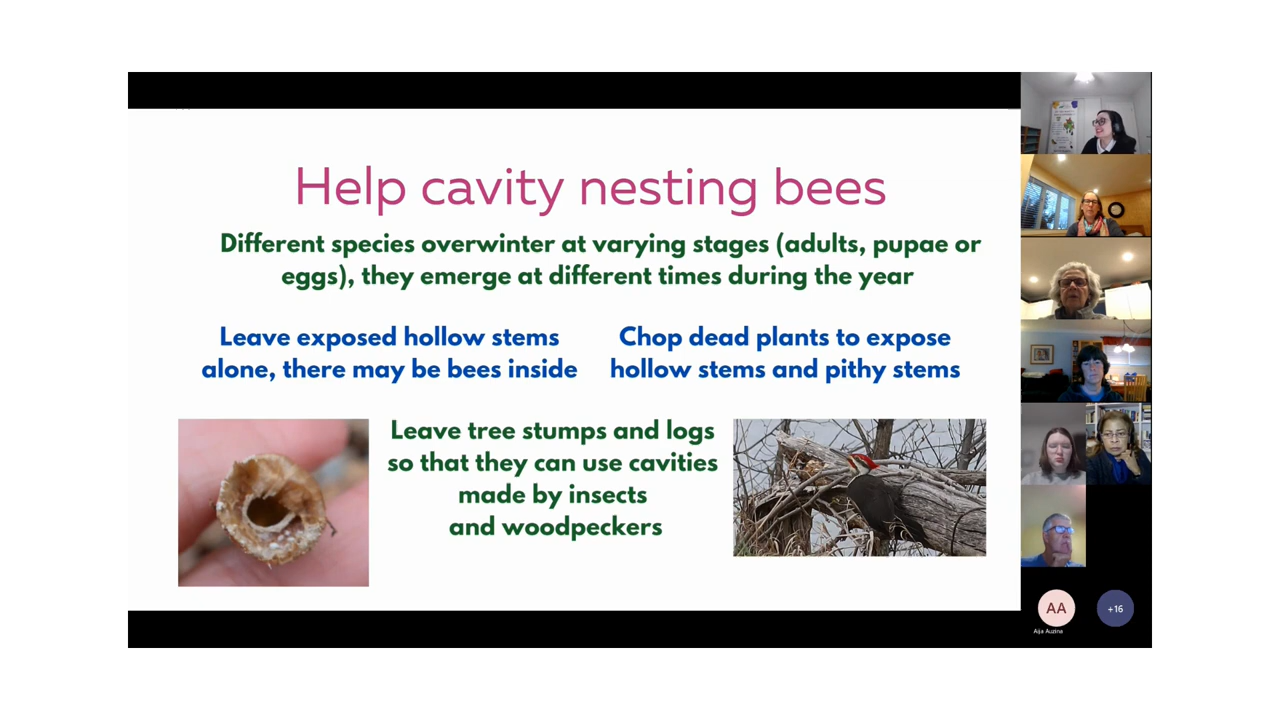 Help cavity nesting bees
Different species overwinter at varying stages (adults, pupae or
eggs), they emerge at different times during the year
Leave exposed hollow stems
alone, there may be bees inside
Chop dead plants to expose
hollow stems and pithy stems
Leave tree stumps and logs
so that they can use cavities
made by insects
and woodpeckers
AA
Aija Auzina
+16